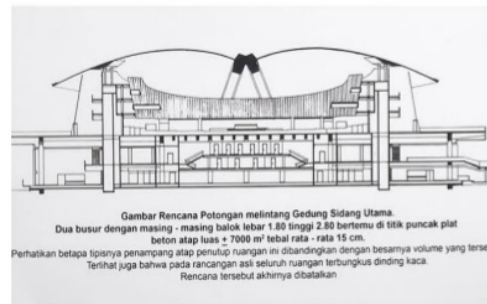 Gambar Rencana Potongan melintang Gedung Sidang Utama.
Dua busur dengan masing - masing balok lebar 1.80 tinggi 2.80 bertemu di titik puncak plat
beton atap luas ± 7000 m² tebal rata - rata 15 cm.
Perhatikan betapa tipisnya penampang atap penutup ruangan ini dibandingkan dengan besarnya volume yang terse
Terlihat juga bahwa pada rancangan asli seluruh ruangan terbungkus dinding kaca.
Rencana tersebut akhirnya dibatalkan